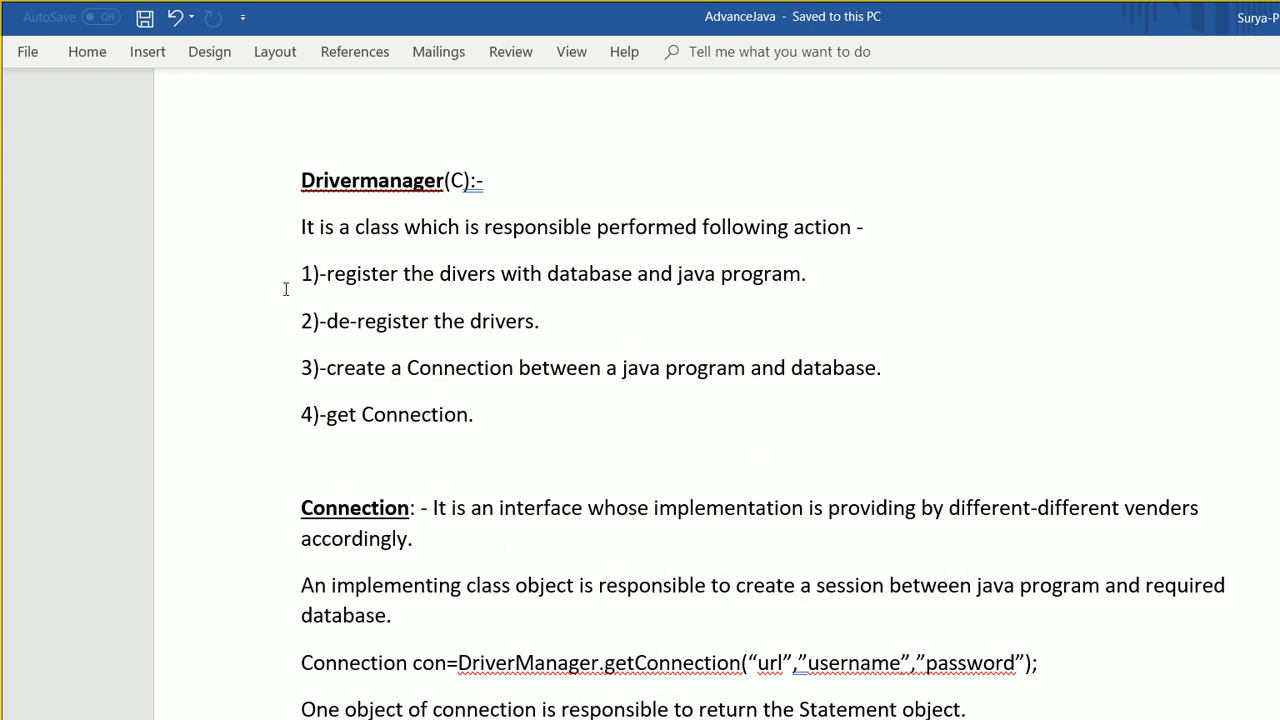 AutoSave Off AdvanceJava - Saved to this PC Surya-P
File Home Insert Design Layout References Mailings Review View Help Tell me what you want to do
Drivermanager(C):-
It is a class which is responsible performed following action -
1)-register the divers with database and java program.
2)-de-register the drivers.
3)-create a Connection between a java program and database.
4)-get Connection.
Connection: - It is an interface whose implementation is providing by different-different venders
accordingly.
An implementing class object is responsible to create a session between java program and required
database.
Connection con=DriverManager.getConnection(“url”,”username”,”password”);
One object of connection is responsible to return the Statement object.